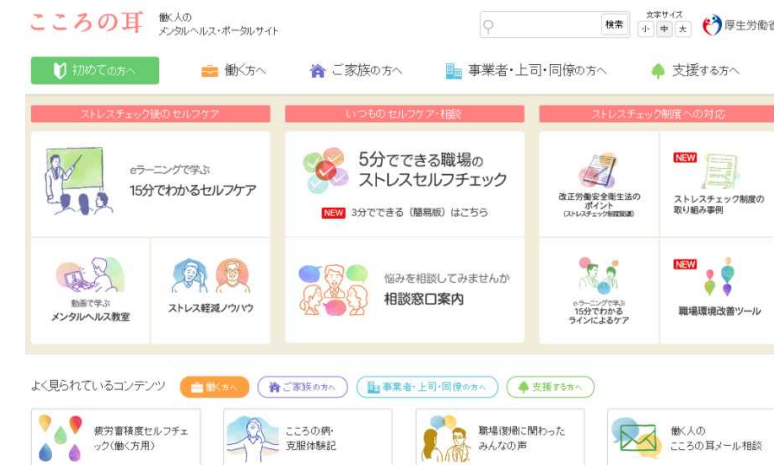 こころの耳
働く人の
メンタルヘルス・ポータルサイト
検索
文字サイズ
小 中 大
厚生労働省
初めての方へ
働く方へ
ご家族の方へ
事業者・上司・同僚の方へ
支援する方へ
ストレスチェック後のセルフケア
いつものセルフケア・相談
ストレスチェック制度への対応
eラーニングで学ぶ
15分でわかるセルフケア
5分でできる職場の
ストレスセルフチェック
NEW 3分でできる（簡易版）はこちら
改正労働安全衛生法の
ポイント
(ストレスチェック制度関連)
NEW
ストレスチェック制度の
取り組み事例
動画で学ぶ
メンタルヘルス教室
ストレス軽減ノウハウ
悩みを相談してみませんか
相談窓口案内
eラーニングで学ぶ
15分でわかる
ラインによるケア
NEW
職場環境改善ツール
よく見られているコンテンツ
働く方へ
ご家族の方へ
事業者・上司・同僚の方へ
支援する方へ
疲労蓄積度セルフチェ
ック(働く方用)
こころの病・
克服体験記
職場復帰に関わった
みんなの声
働く人の
こころの耳メール相談